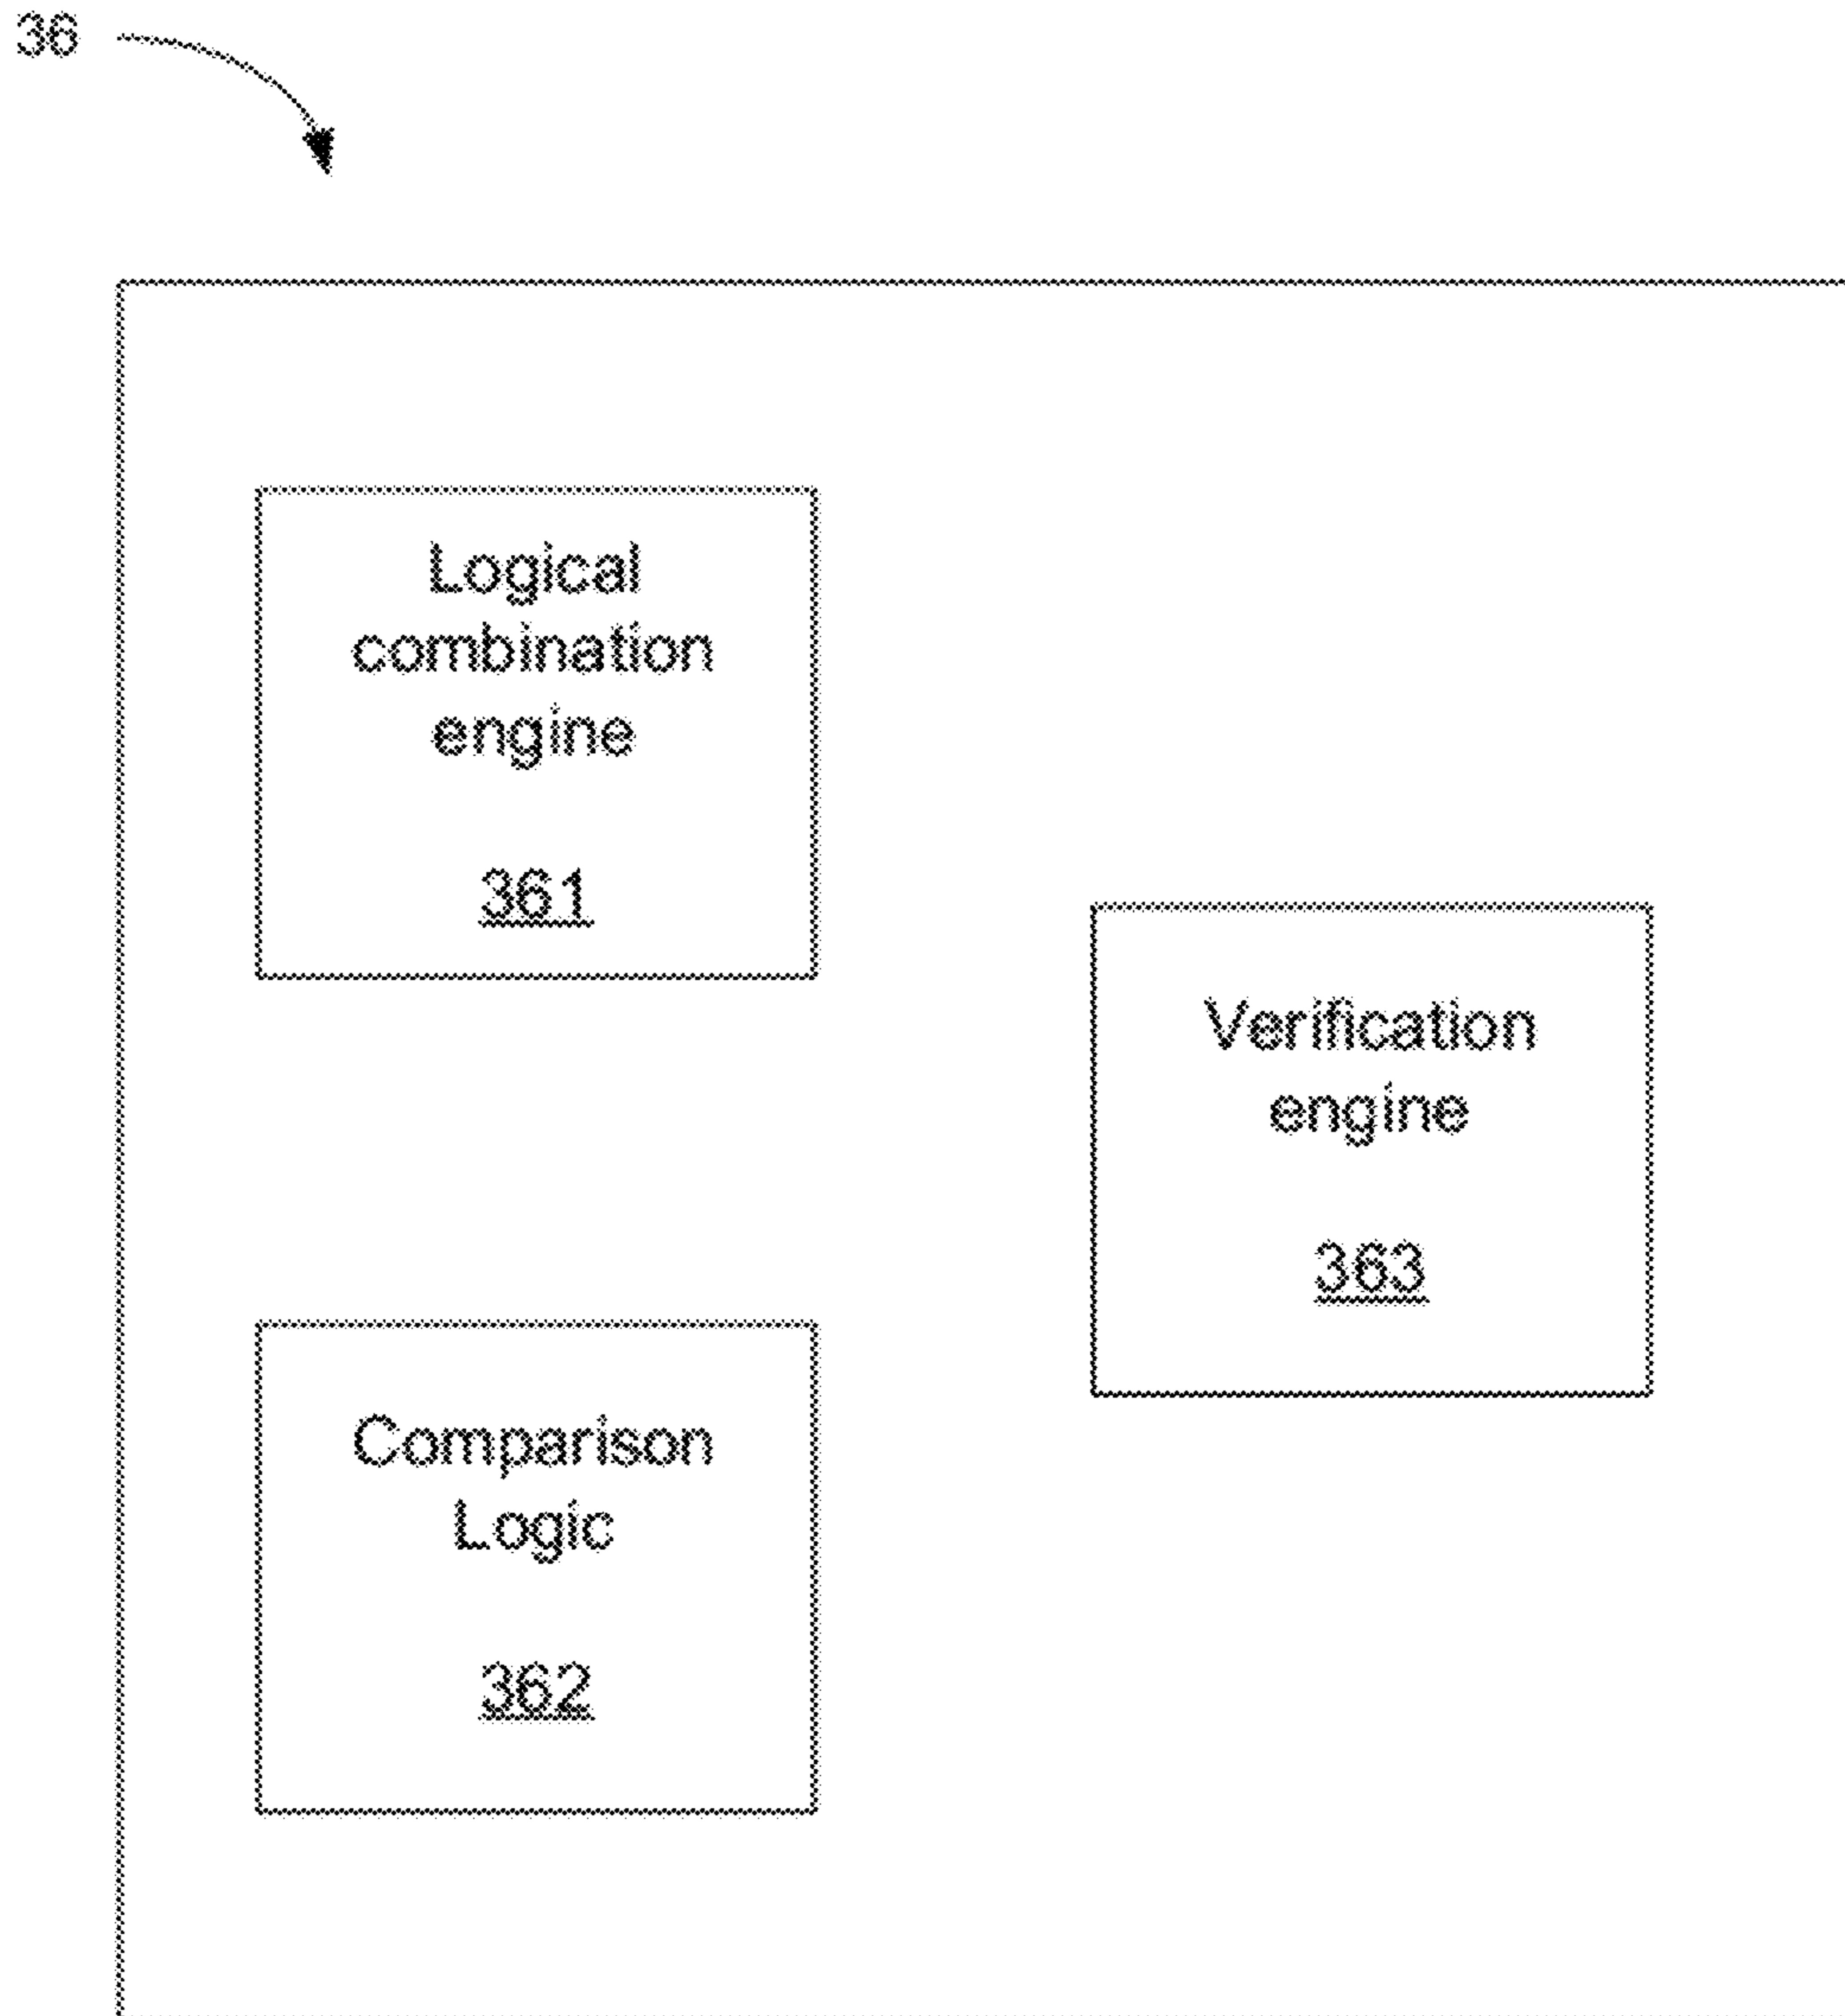 36
Logical
combination
engine
361
Verification
engine
363
Comparison
Logic
362